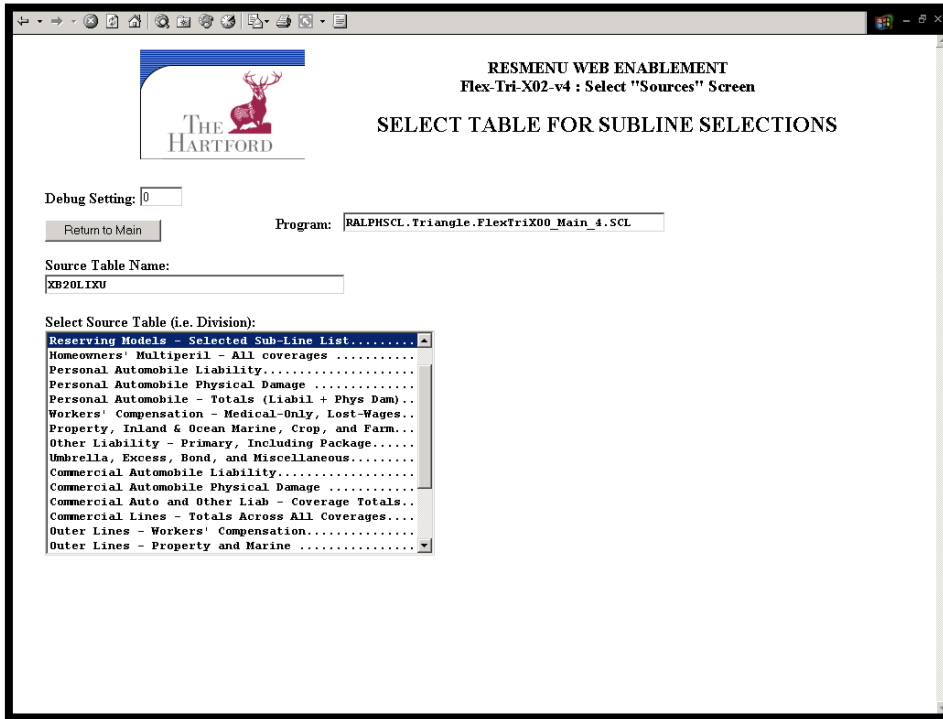 RESMENU WEB ENABLEMENT
Flex-Tri-X02-v4 : Select "Sources" Screen
SELECT TABLE FOR SUBLINE SELECTIONS
THE
HARTFORD
Debug Setting: 0
Return to Main
Program: RALPHSCL.Triangle.FlexTriX00_Main_4.SCL
Source Table Name:
XB20LIXU
Select Source Table (i.e. Division):
Reserving Models - Selected Sub-Line List.........
Homeowners' Multiperil - All coverages ...........
Personal Automobile Liability.....................
Personal Automobile Physical Damage ..............
Personal Automobile - Totals (Liabil + Phys Dam)..
Workers' Compensation - Medical-Only, Lost-Wages..
Property, Inland & Ocean Marine, Crop, and Farm...
Other Liability - Primary, Including Package......
Umbrella, Excess, Bond, and Miscellaneous.........
Commercial Automobile Liability...................
Commercial Automobile Physical Damage ............
Commercial Auto and Other Liab - Coverage Totals..
Commercial Lines - Totals Across All Coverages....
Outer Lines - Workers' Compensation...............
Outer Lines - Property and Marine ................